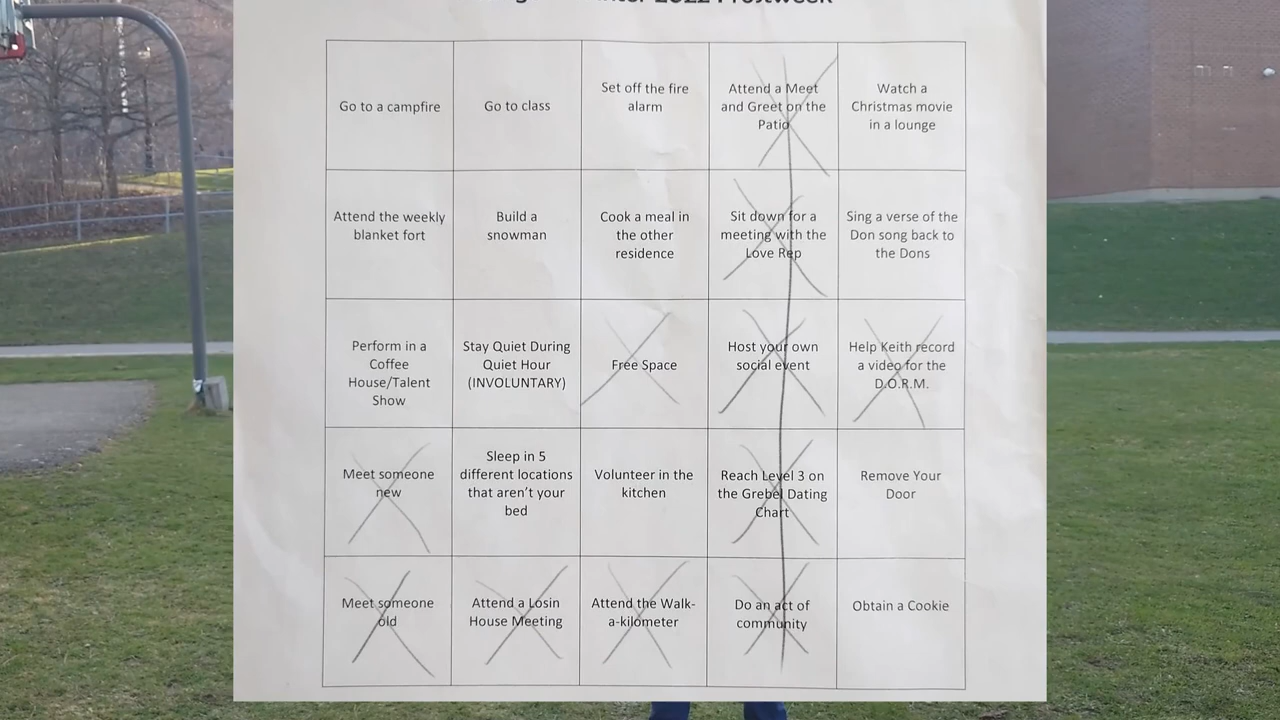 2022 Frostweek
Go to a campfire
Go to class
Set off the fire
alarm
Attend a Meet
and Greet on the
Patio
Watch a
Christmas movie
in a lounge
Attend the weekly
blanket fort
Build a
snowman
Cook a meal in
the other
residence
Sit down for a
meeting with the
Love Rep
Sing a verse of the
Don song back to
the Dons
Perform in a
Coffee
House/Talent
Show
Stay Quiet During
Quiet Hour
(INVOLUNTARY)
Free Space
Host your own
social event
Help Keith record
a video for the
D.O.R.M.
Meet someone
new
Sleep in 5
different locations
that aren't your
bed
Volunteer in the
kitchen
Reach Level 3 on
the Grebel Dating
Chart
Remove Your
Door
Meet someone
old
Attend a Losin
House Meeting
Attend the Walk-
a-kilometer
Do an act of
community
Obtain a Cookie